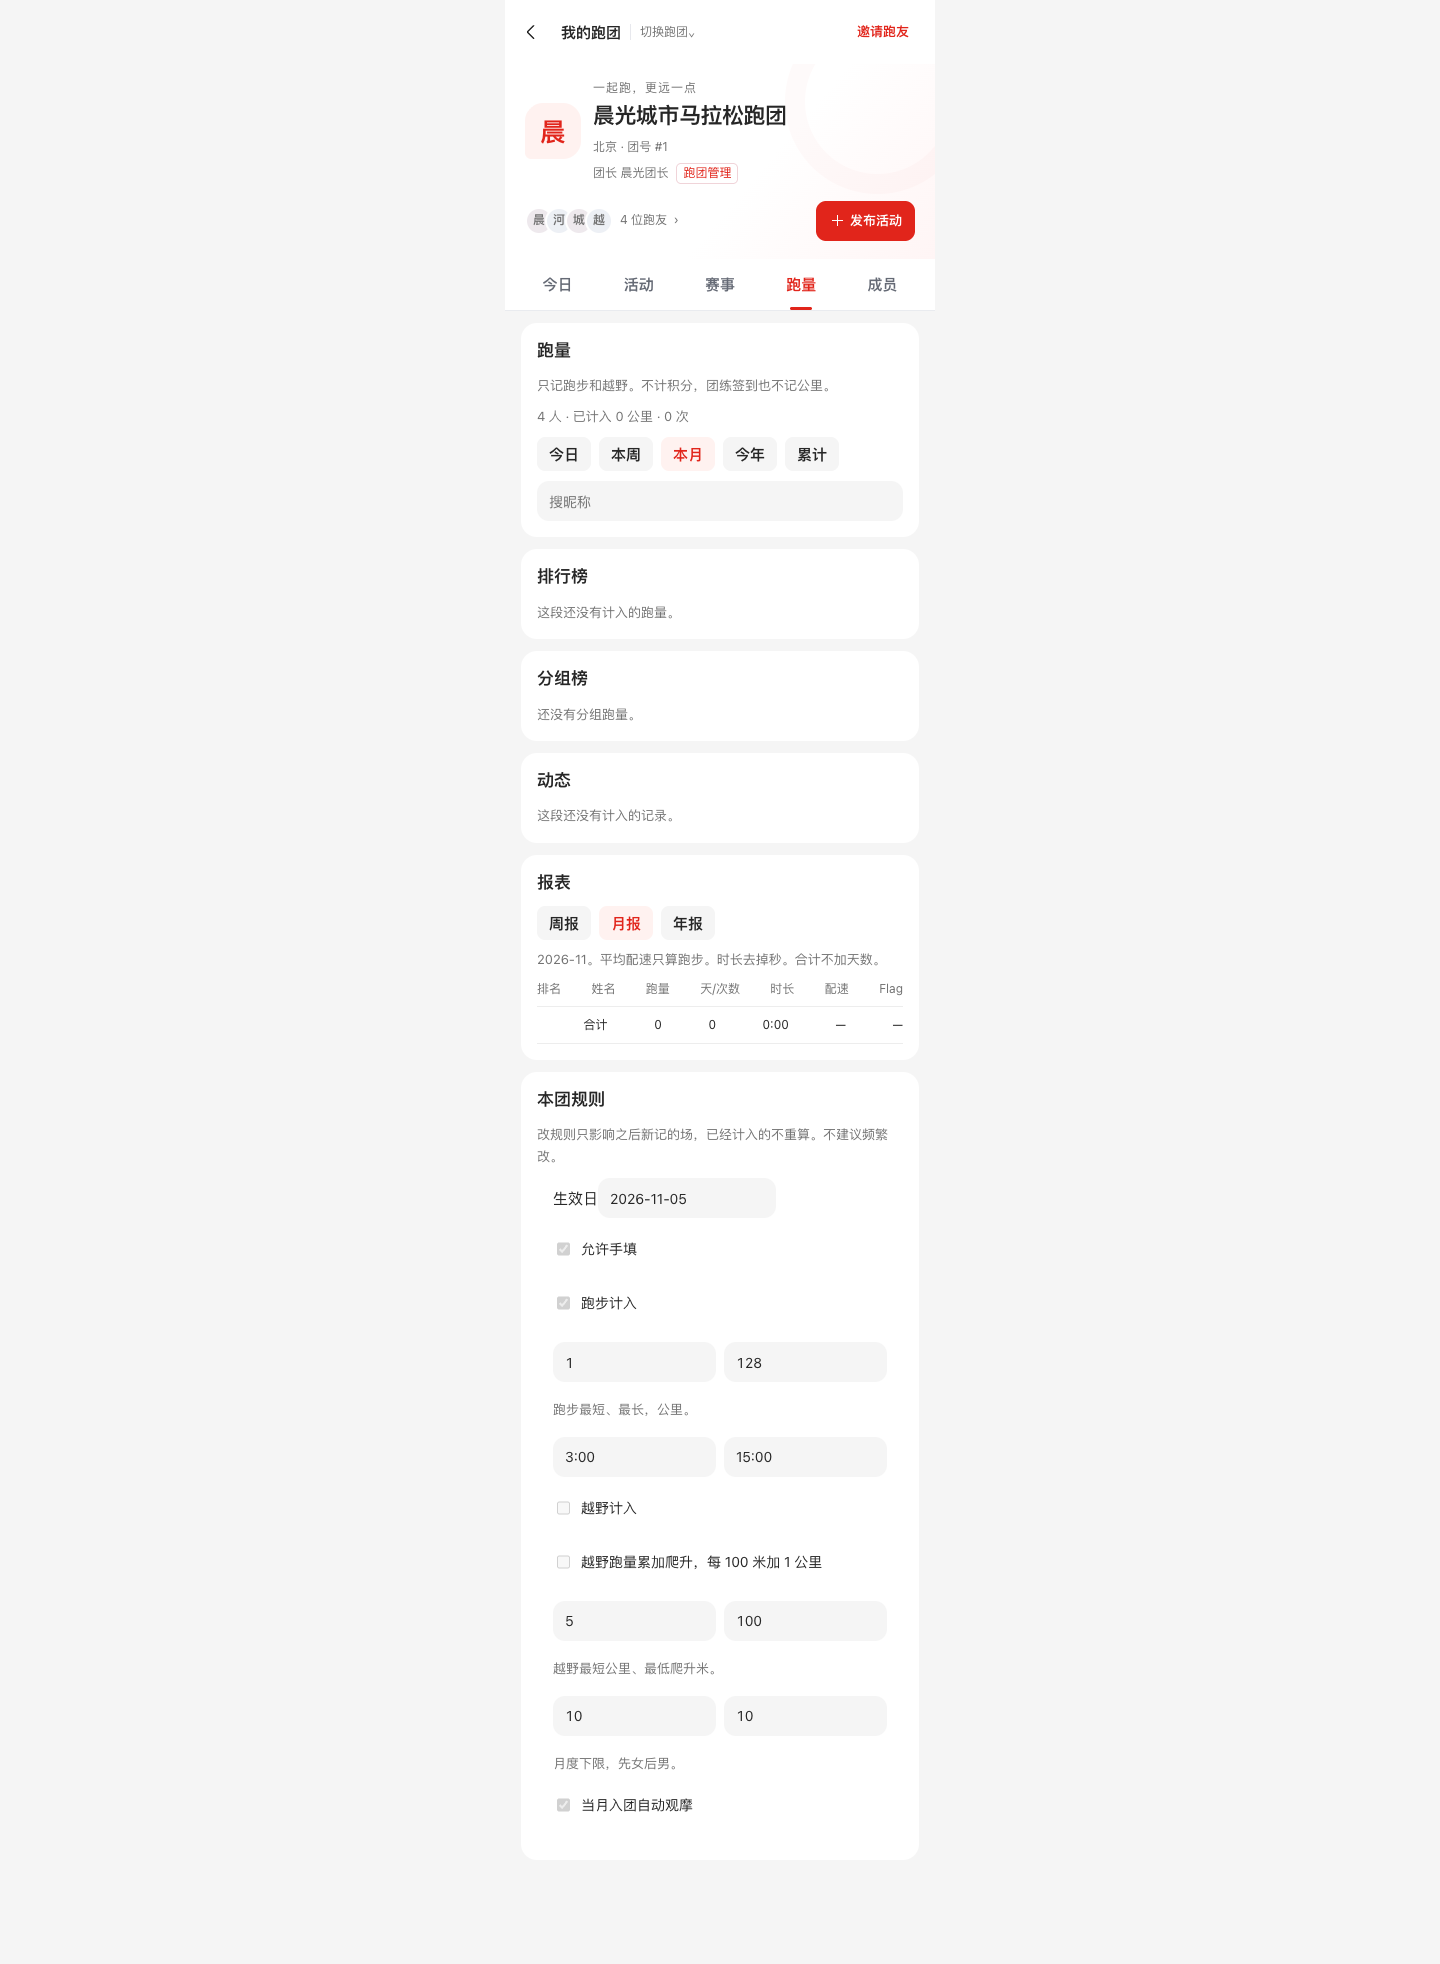 我的跑团 切换跑团 邀请跑友
一起跑，更远一点
晨
晨光城市马拉松跑团
北京 · 团号 #1
团长 晨光团长 跑团管理
晨 河 城 越 4 位跑友 › 发布活动
今日 活动 赛事 跑量 成员
跑量
只记跑步和越野。不计积分，团练签到也不记公里。
4 人 · 已计入 0 公里 · 0 次
今日 本周 本月 今年 累计
搜昵称
排行榜
这段还没有计入的跑量。
分组榜
还没有分组跑量。
动态
这段还没有计入的记录。
报表
周报 月报 年报
2026-11。平均配速只算跑步。时长去掉秒。合计不加天数。
排名 姓名 跑量 天/次数 时长 配速 Flag
合计 0 0 0:00 — —
本团规则
改规则只影响之后新记的场，已经计入的不重算。不建议频繁
改。
生效日 2026-11-05
允许手填
跑步计入
1 128
跑步最短、最长，公里。
3:00 15:00
越野计入
越野跑量累加爬升，每 100 米加 1 公里
5 100
越野最短公里、最低爬升米。
10 10
月度下限，先女后男。
当月入团自动观摩